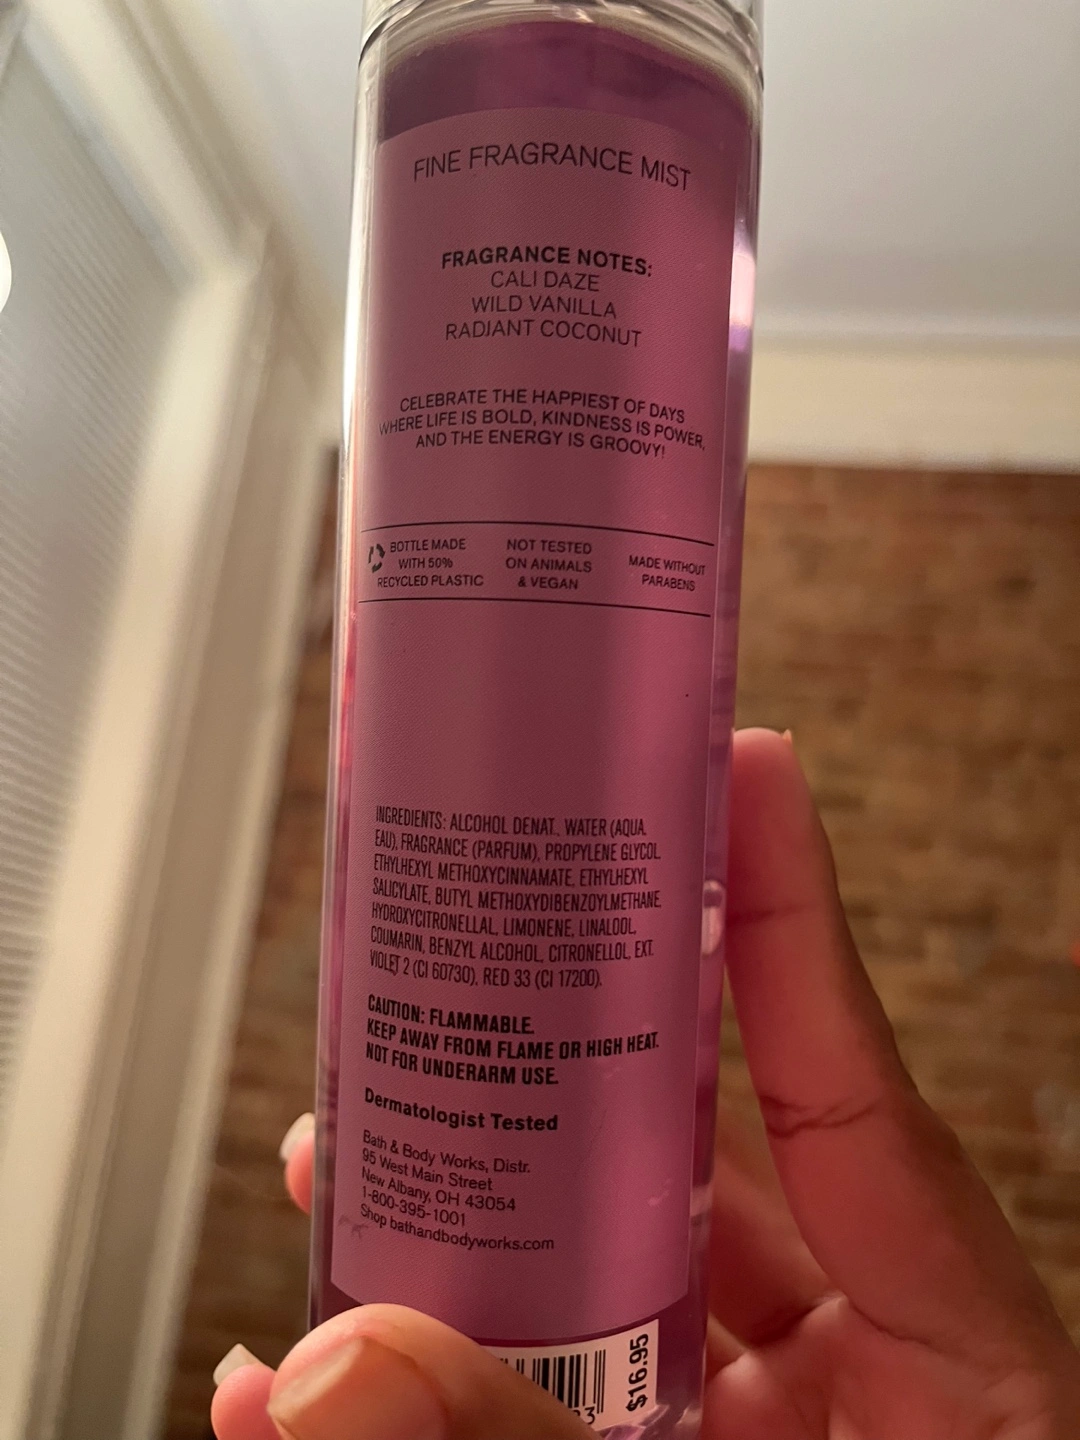 FINE FRAGRANCE MIST
FRAGRANCE NOTES:
CALI DAZE
WILD VANILLA
RADIANT COCONUT
CELEBRATE THE HAPPIEST OF DAYS
WHERE LIFE IS BOLD, KINDNESS IS POWER,
AND THE ENERGY IS GROOVY!
BOTTLE MADE
WITH 50%
RECYCLED PLASTIC
NOT TESTED
ON ANIMALS
& VEGAN
MADE WITHOUT
PARABENS
INGREDIENTS: ALCOHOL DENAT., WATER (AQUA,
EAU), FRAGRANCE (PARFUM), PROPYLENE GLYCOL,
ETHYLHEXYL METHOXYCINNAMATE, ETHYLHEXYL
SALICYLATE, BUTYL METHOXYDIBENZOYLMETHANE,
HYDROXYCITRONELLAL, LIMONENE, LINALOOL,
COUMARIN, BENZYL ALCOHOL, CITRONELLOL, EXT.
VIOLET 2 (CI 60730), RED 33 (CI 17200).
CAUTION: FLAMMABLE.
KEEP AWAY FROM FLAME OR HIGH HEAT.
NOT FOR UNDERARM USE.
Dermatologist Tested
Bath & Body Works, Distr.
95 West Main Street
New Albany, OH 43054
1-800-395-1001
Shop bathandbodyworks.com
$16.95